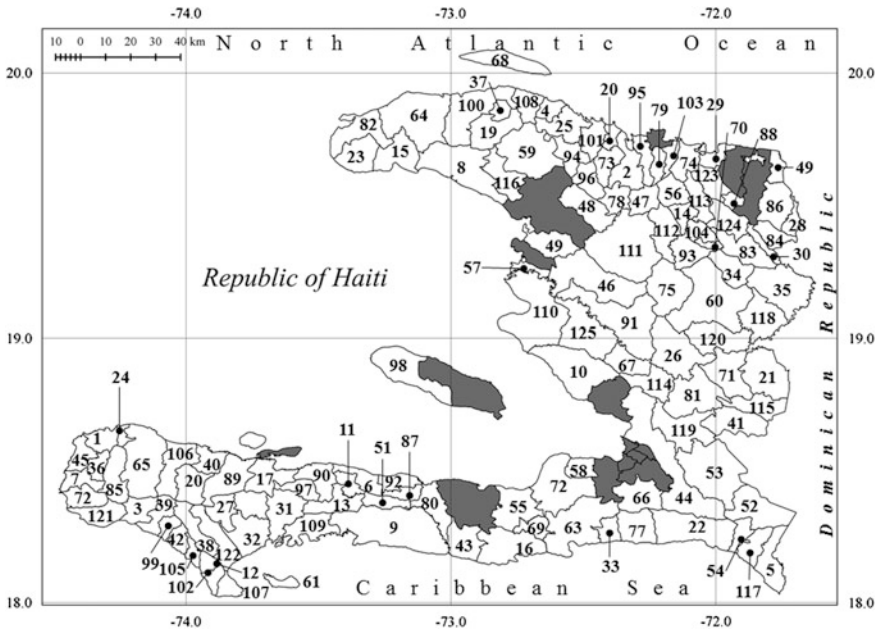 -74.0 -73.0 -72.0
10 0 10 20 30 40 km
North Atlantic Ocean
20.0 20.0
68
37 20 95 79 103 29 70 88
100 108 4
64 19 25 101
82 74 49
23 15 59 94 73 2 123
8 96 86
116 48 78 47 56 113 28
14 124
112 104 84
49 111 93 83 30
57 34
Republic of Haiti
46 75 60 35
110 118
91
125 120
19.0 19.0
26
98 10 67 71 21
114 81
24 115
11 119 41
1 51 87
106
45 36 65 40 90 92 58 53
7 20 89 17 6 72
72 85 97 66 44
121 3 39 27 31 13 80 55 52
109 9 69 63 77 22
42 38 32 43 16
99 122
105 12 33 54
102 107 61 117 5
Caribbean Sea
Dominican Republic
18.0 18.0
-74.0 -73.0 -72.0